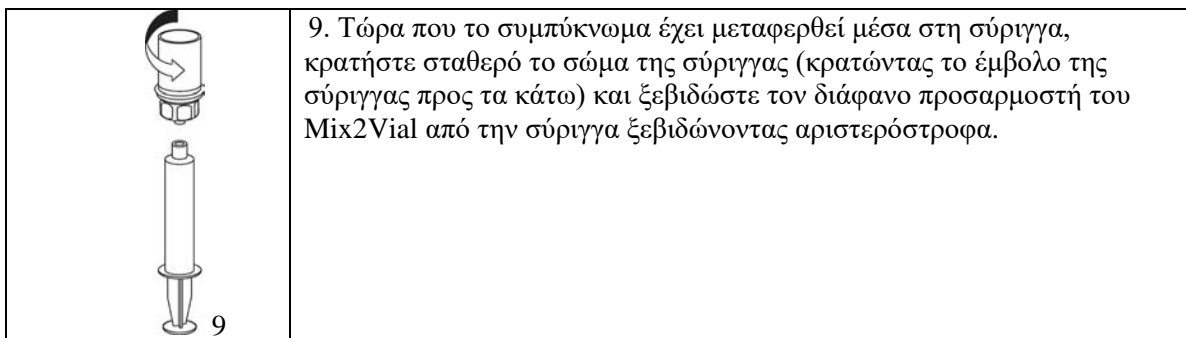 9. Τώρα που το συμπύκνωμα έχει μεταφερθεί μέσα στη σύριγγα,
κρατήστε σταθερό το σώμα της σύριγγας (κρατώντας το έμβολο της
σύριγγας προς τα κάτω) και ξεβιδώστε τον διάφανο προσαρμοστή του
Mix2Vial από την σύριγγα ξεβιδώνοντας αριστερόστροφα.
9